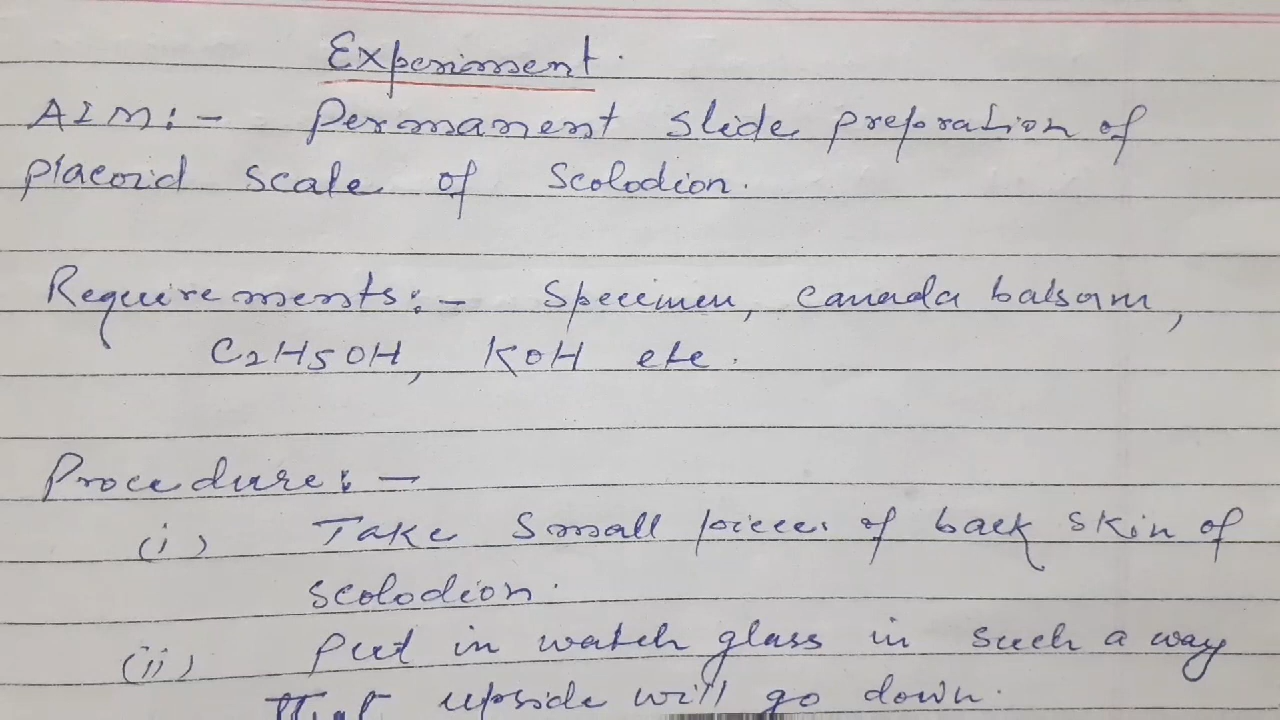 Experiment.
AIM:- Permanent slide preparation of
placoid scale of Scolodion.
Requirements:- Specimen, Canada balsam,
C2H5OH, KOH etc.
Procedure:-
(i) Take small pieces of back skin of
scolodion.
(ii) Put in watch glass in such a way
that upside will go down.